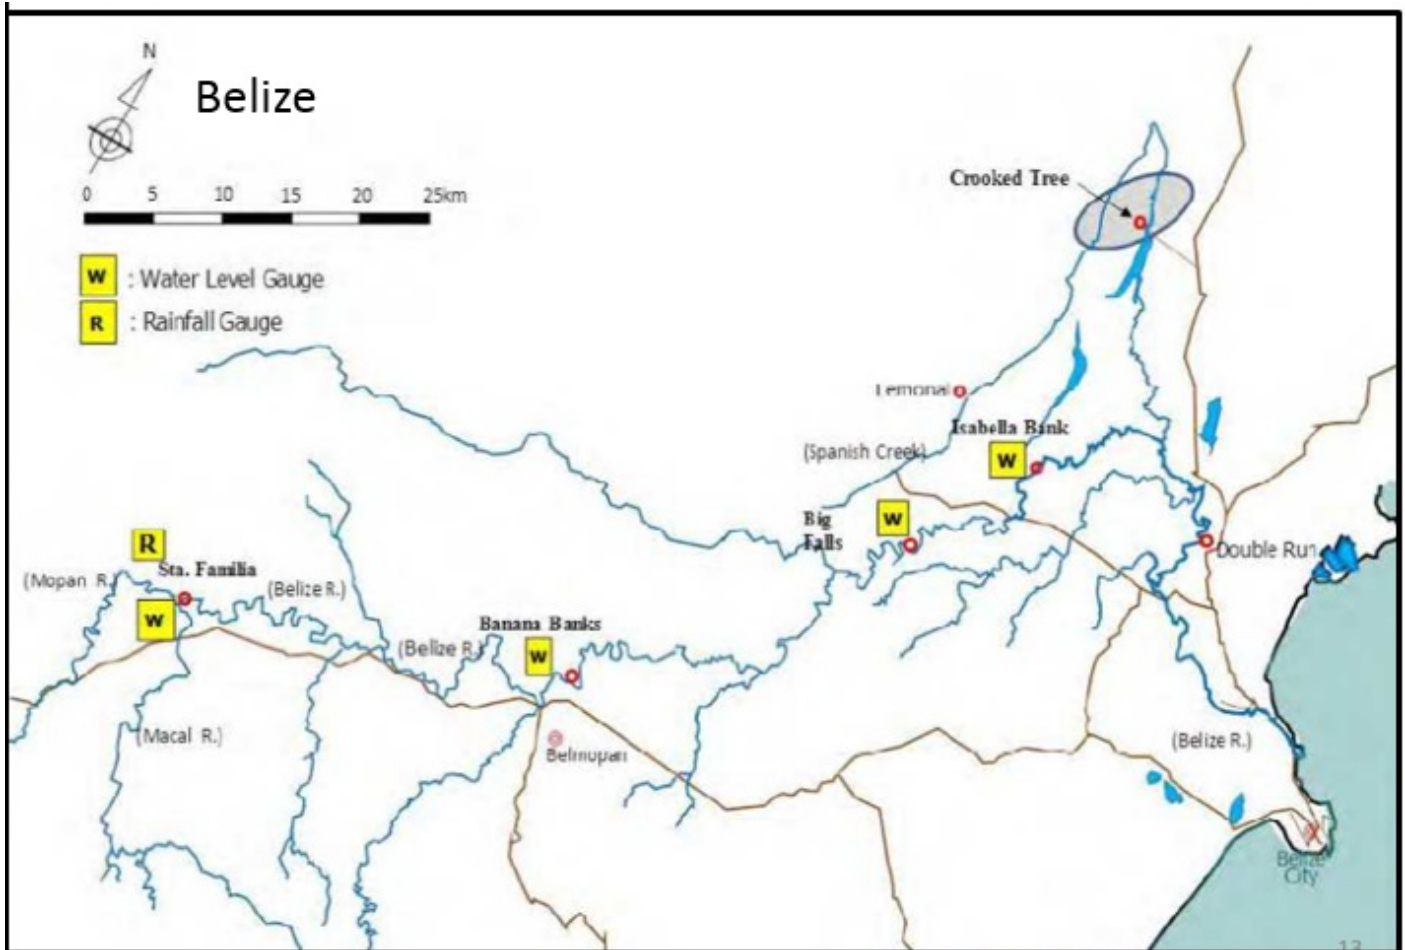 N
Belize
0 5 10 15 20 25km
W : Water Level Gauge
R : Rainfall Gauge
Crooked Tree
Lemonal
Isabella Bank
(Spanish Creek)
W
W
Big
Falls
R
Double Run
(Mopan R.)
Sta. Familia
(Belize R.)
W
Banana Banks
(Belize R.)
W
(Macal R.)
(Belize R.)
Belmopan
Belize
City
13